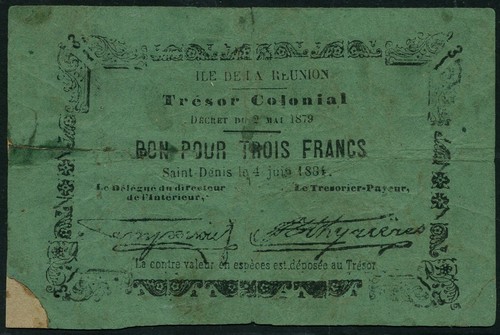 3 3
ILE DE LA REUNION
Trésor Colonial
DÉCRET DU 2 MAI 1879
BON POUR TROIS FRANCS
Saint-Denis le 4 juin 1884.
Le Délégué du directeur
de l'Intérieur,
Le Tresorier-Payeur,
La contre valeur en espèces est déposée au Trésor